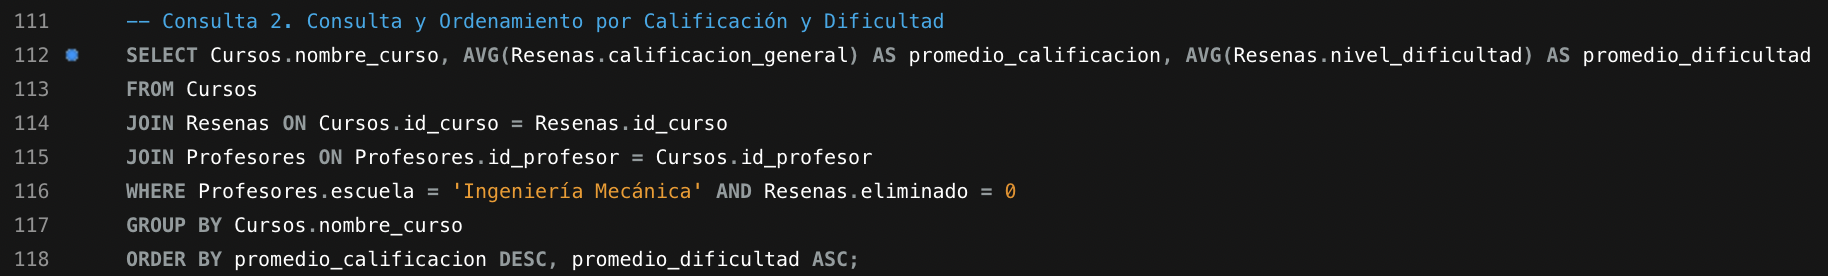 111 -- Consulta 2. Consulta y Ordenamiento por Calificación y Dificultad
112 SELECT Cursos.nombre_curso, AVG(Resenas.calificacion_general) AS promedio_calificacion, AVG(Resenas.nivel_dificultad) AS promedio_dificultad
113 FROM Cursos
114 JOIN Resenas ON Cursos.id_curso = Resenas.id_curso
115 JOIN Profesores ON Profesores.id_profesor = Cursos.id_profesor
116 WHERE Profesores.escuela = 'Ingeniería Mecánica' AND Resenas.eliminado = 0
117 GROUP BY Cursos.nombre_curso
118 ORDER BY promedio_calificacion DESC, promedio_dificultad ASC;